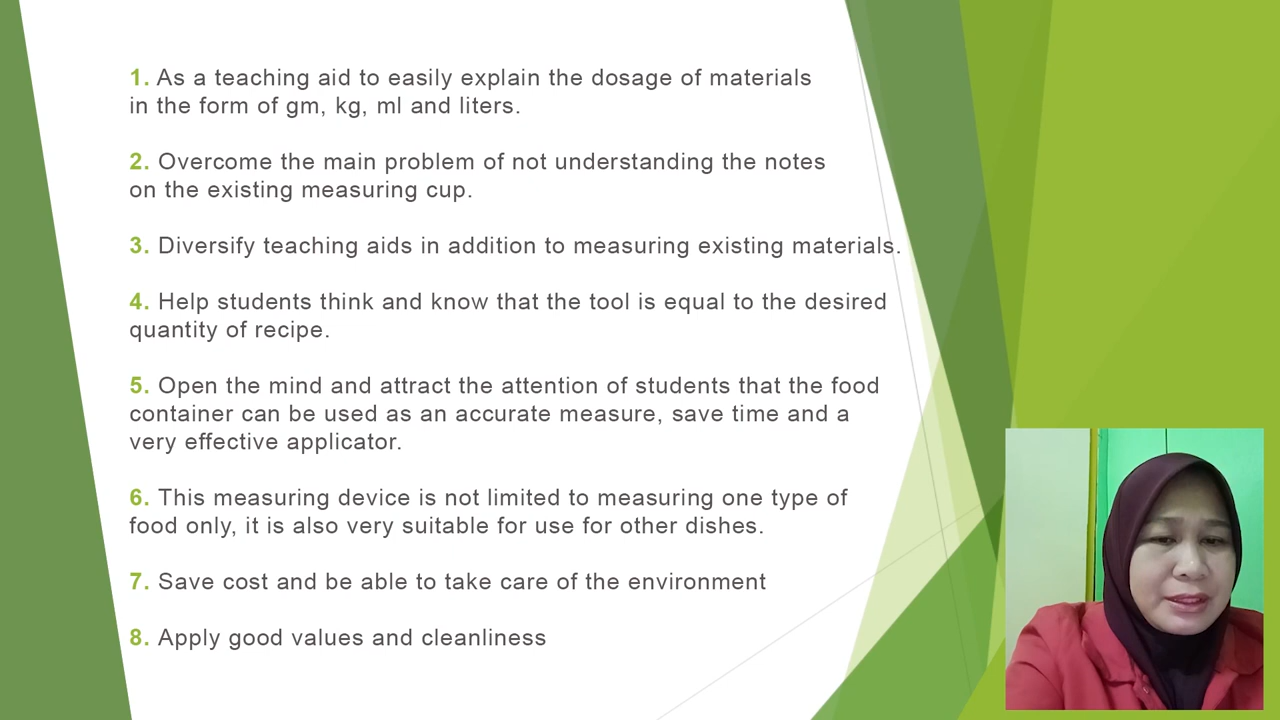 1. As a teaching aid to easily explain the dosage of materials
in the form of gm, kg, ml and liters.
2. Overcome the main problem of not understanding the notes
on the existing measuring cup.
3. Diversify teaching aids in addition to measuring existing materials.
4. Help students think and know that the tool is equal to the desired
quantity of recipe.
5. Open the mind and attract the attention of students that the food
container can be used as an accurate measure, save time and a
very effective applicator.
6. This measuring device is not limited to measuring one type of
food only, it is also very suitable for use for other dishes.
7. Save cost and be able to take care of the environment
8. Apply good values and cleanliness